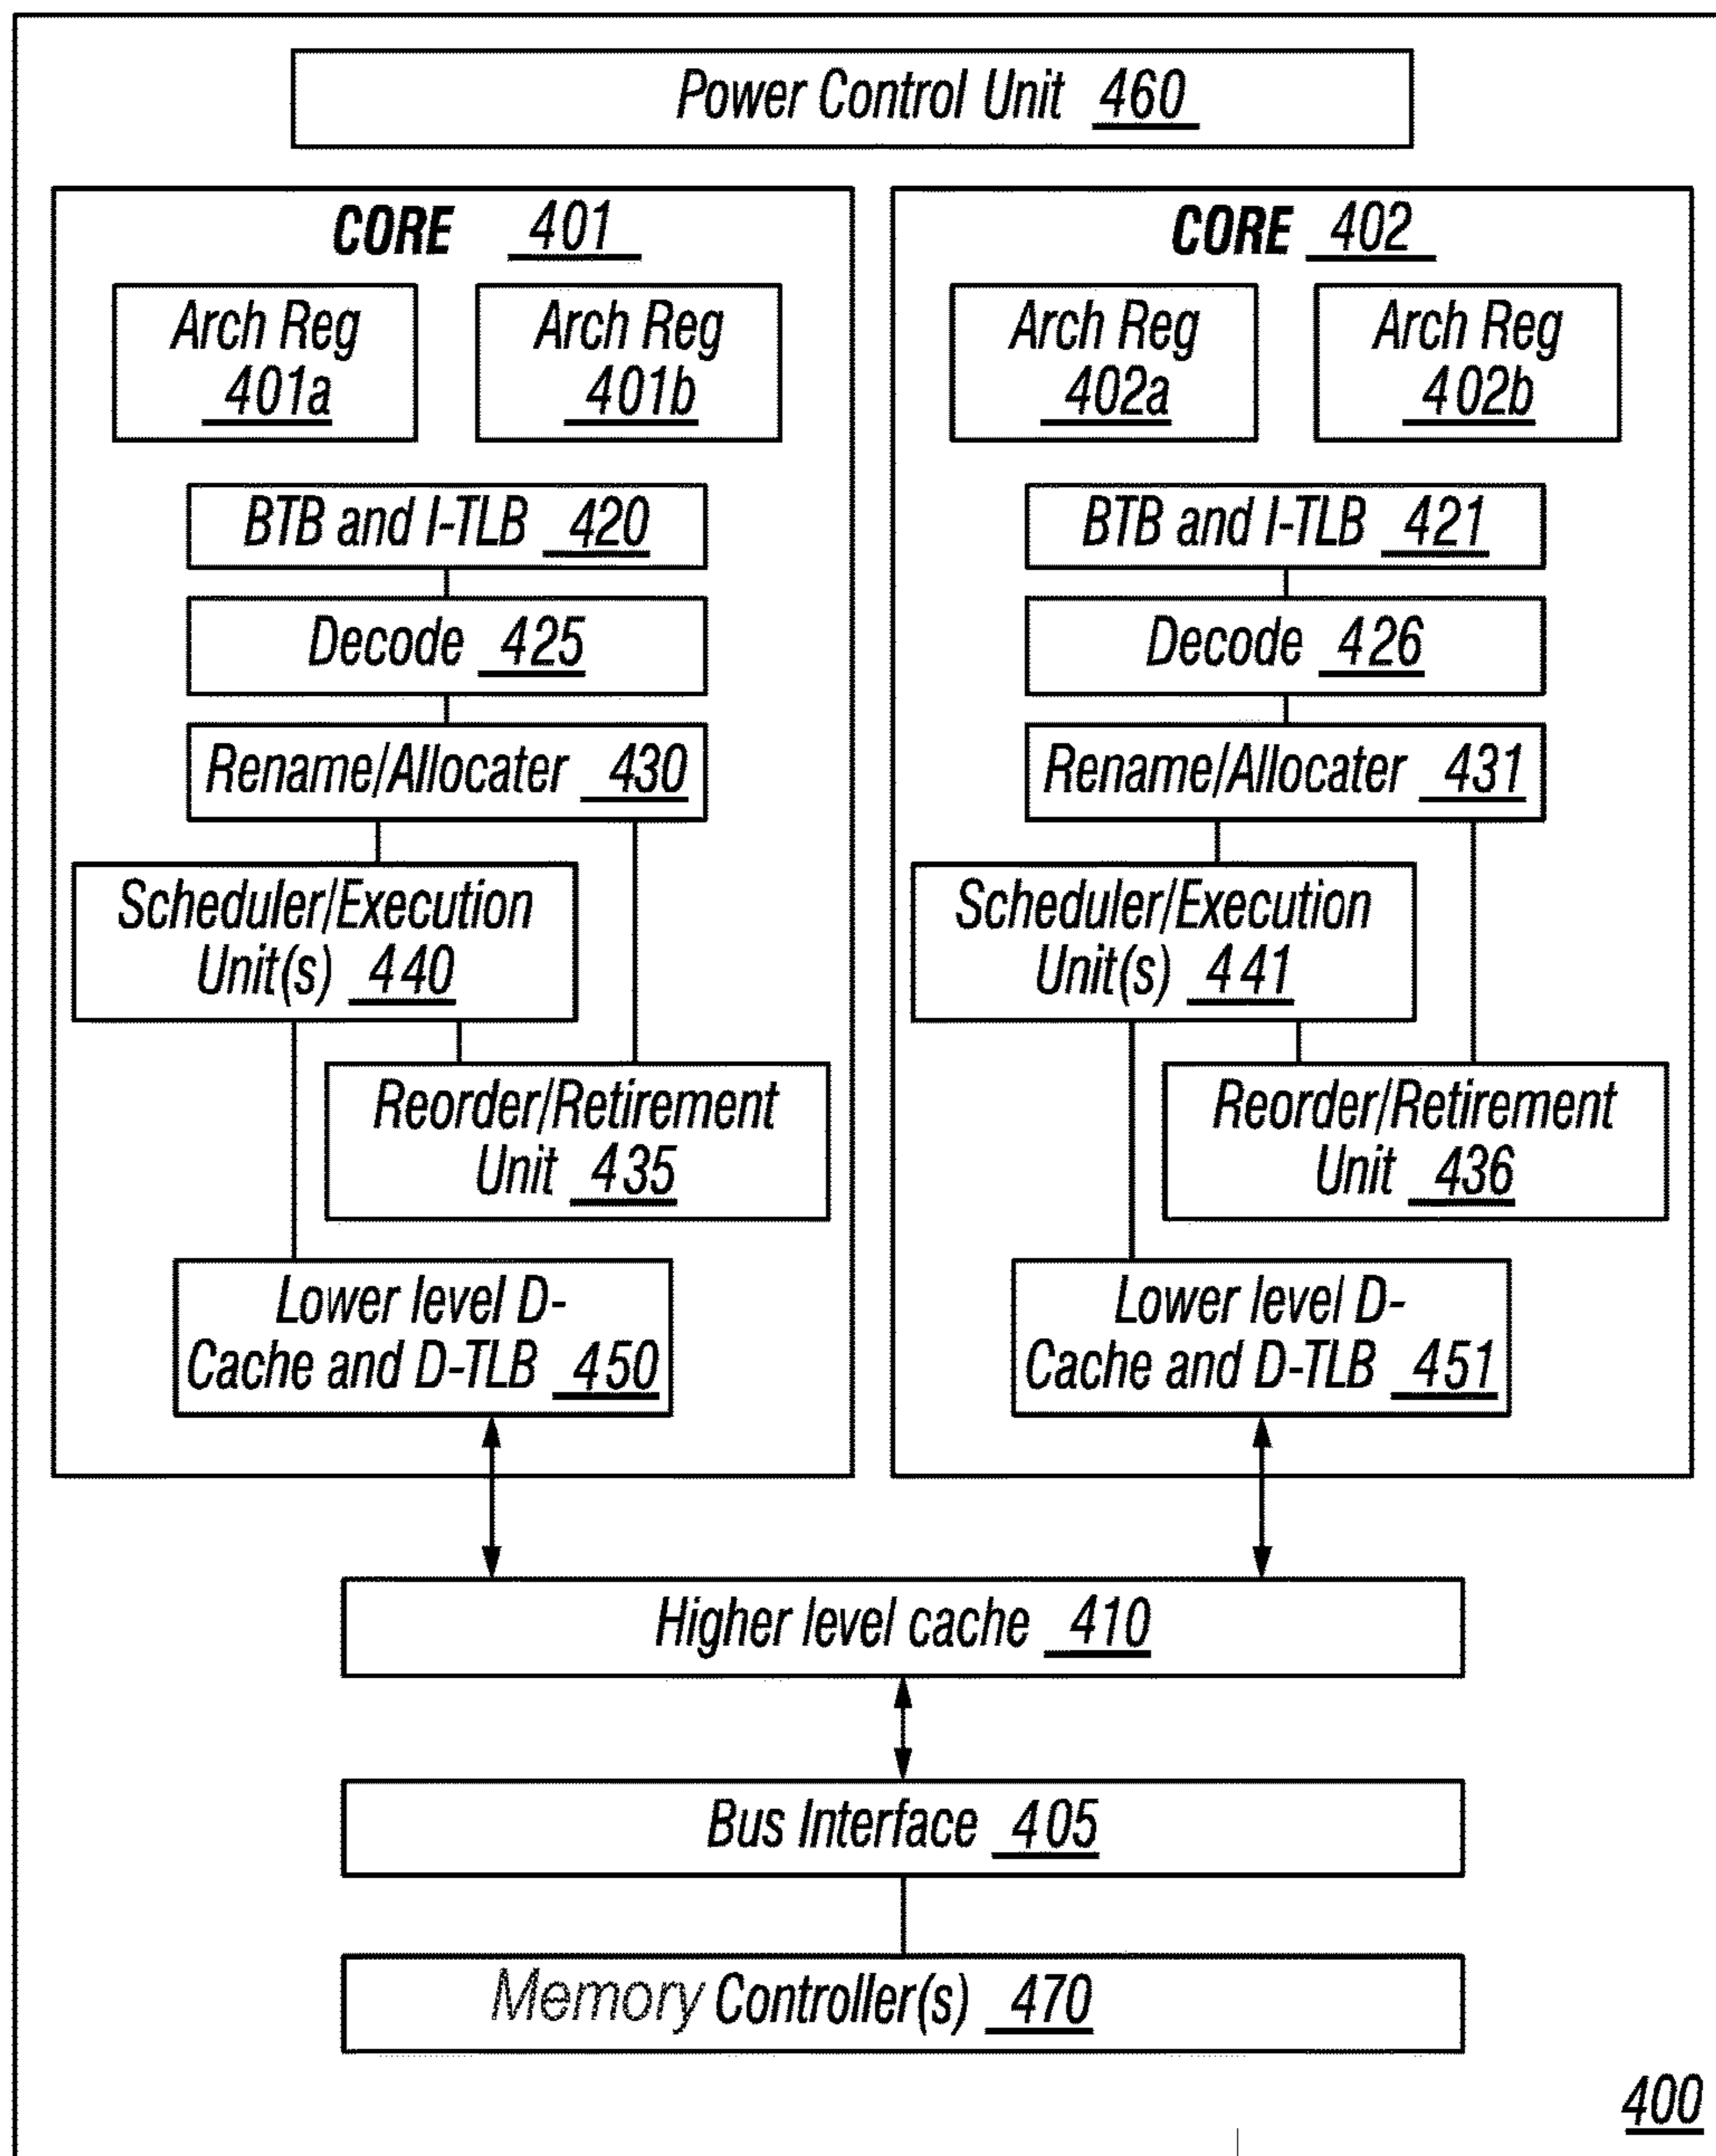 Power Control Unit 460
CORE 401
Arch Reg
401a
Arch Reg
401b
BTB and I-TLB 420
Decode 425
Rename/Allocater 430
Scheduler/Execution
Unit(s) 440
Reorder/Retirement
Unit 435
Lower level D-
Cache and D-TLB 450
CORE 402
Arch Reg
402a
Arch Reg
402b
BTB and I-TLB 421
Decode 426
Rename/Allocater 431
Scheduler/Execution
Unit(s) 441
Reorder/Retirement
Unit 436
Lower level D-
Cache and D-TLB 451
Higher level cache 410
Bus Interface 405
Memory Controller(s) 470
400